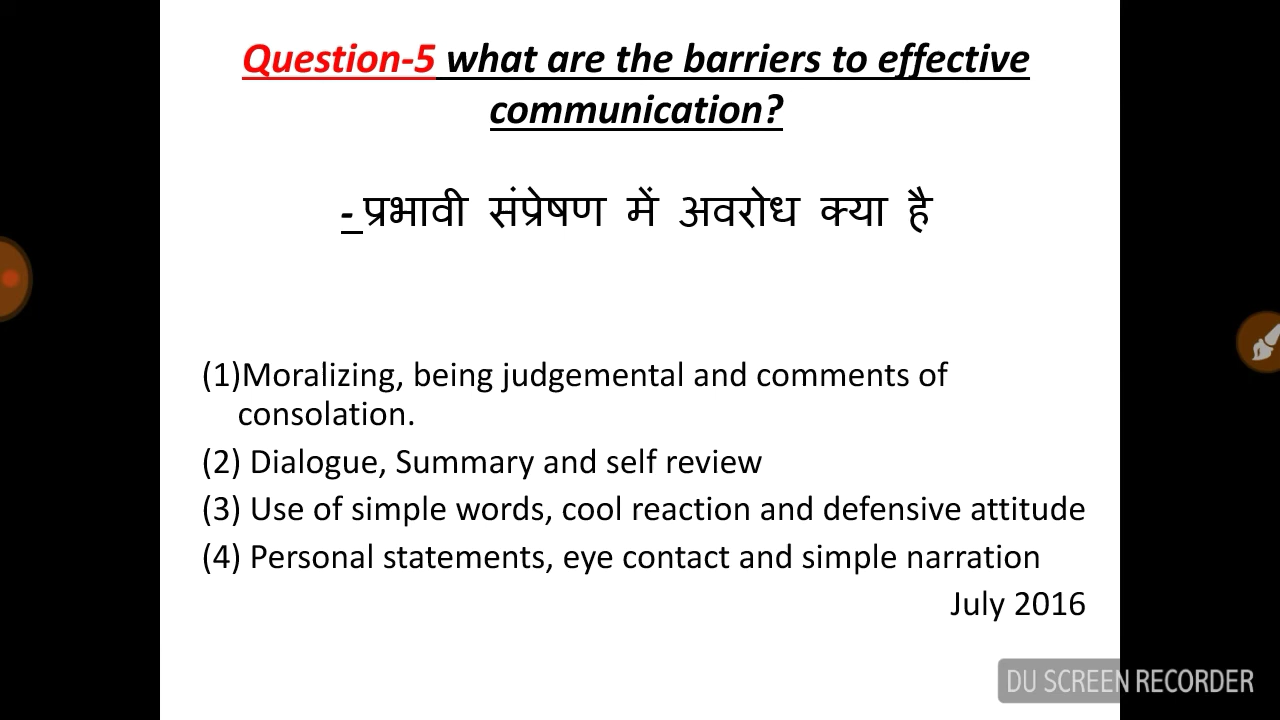 Question-5 what are the barriers to effective
communication?
- प्रभावी संप्रेषण में अवरोध क्या है
(1)Moralizing, being judgemental and comments of
consolation.
(2) Dialogue, Summary and self review
(3) Use of simple words, cool reaction and defensive attitude
(4) Personal statements, eye contact and simple narration
July 2016
DU SCREEN RECORDER